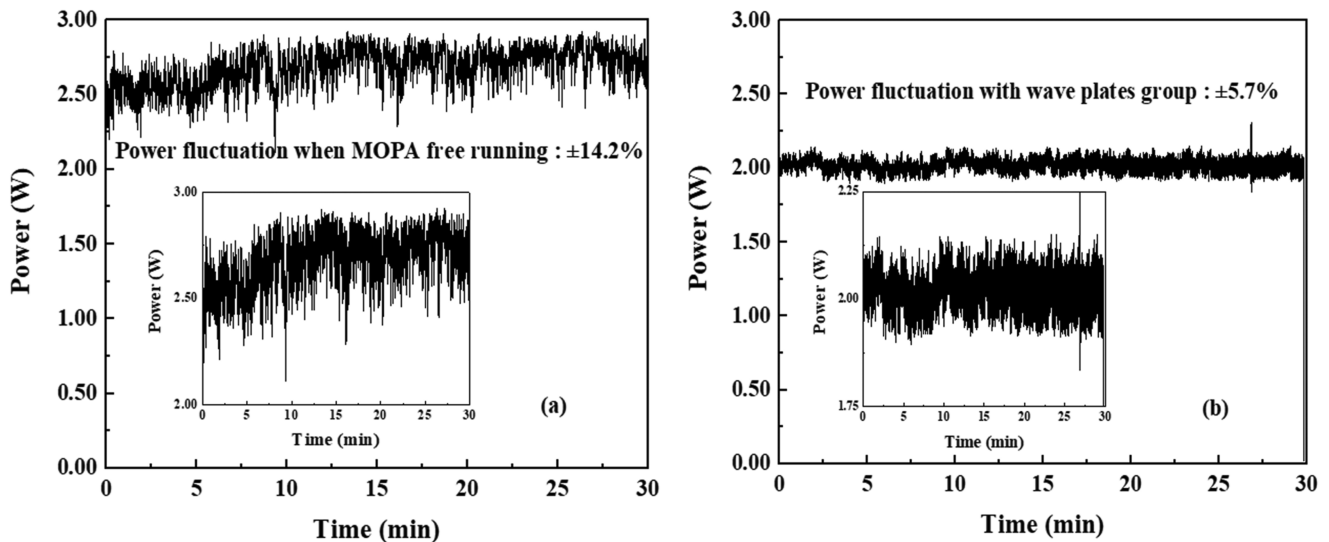 3.00
2.50
2.00
1.50
1.00
0.50
0.00
Power (W)
Power fluctuation when MOPA free running : ±14.2%
3.00
2.50
2.00
Power (W)
0 5 10 15 20 25 30
Time (min)
(a)
0 5 10 15 20 25 30
Time (min)
3.00
2.50
2.00
1.50
1.00
0.50
0.00
Power (W)
Power fluctuation with wave plates group : ±5.7%
2.25
2.00
1.75
Power (W)
0 5 10 15 20 25 30
Time (min)
(b)
0 5 10 15 20 25 30
Time (min)